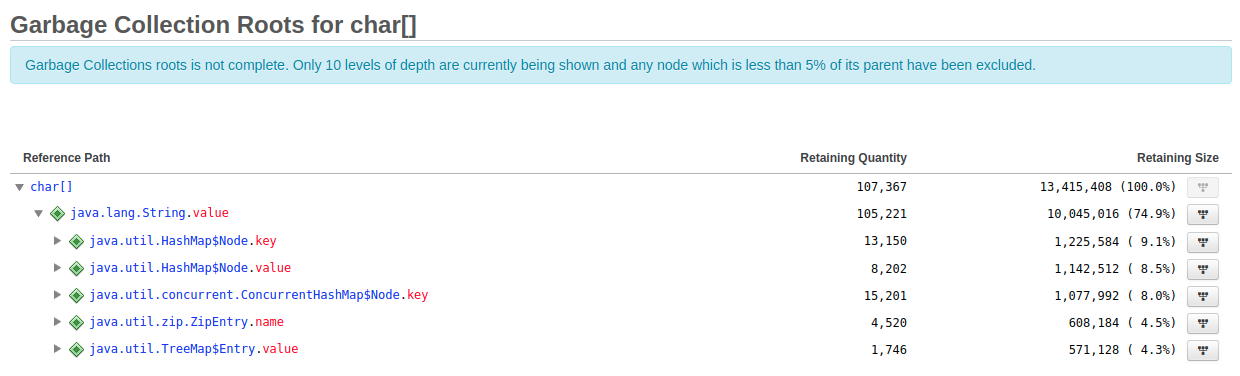 Garbage Collection Roots for char[]
Garbage Collections roots is not complete. Only 10 levels of depth are currently being shown and any node which is less than 5% of its parent have been excluded.
Reference Path Retaining Quantity Retaining Size
char[] 107,367 13,415,408 (100.0%)
java.lang.String.value 105,221 10,045,016 (74.9%)
java.util.HashMap$Node.key 13,150 1,225,584 ( 9.1%)
java.util.HashMap$Node.value 8,202 1,142,512 ( 8.5%)
java.util.concurrent.ConcurrentHashMap$Node.key 15,201 1,077,992 ( 8.0%)
java.util.zip.ZipEntry.name 4,520 608,184 ( 4.5%)
java.util.TreeMap$Entry.value 1,746 571,128 ( 4.3%)